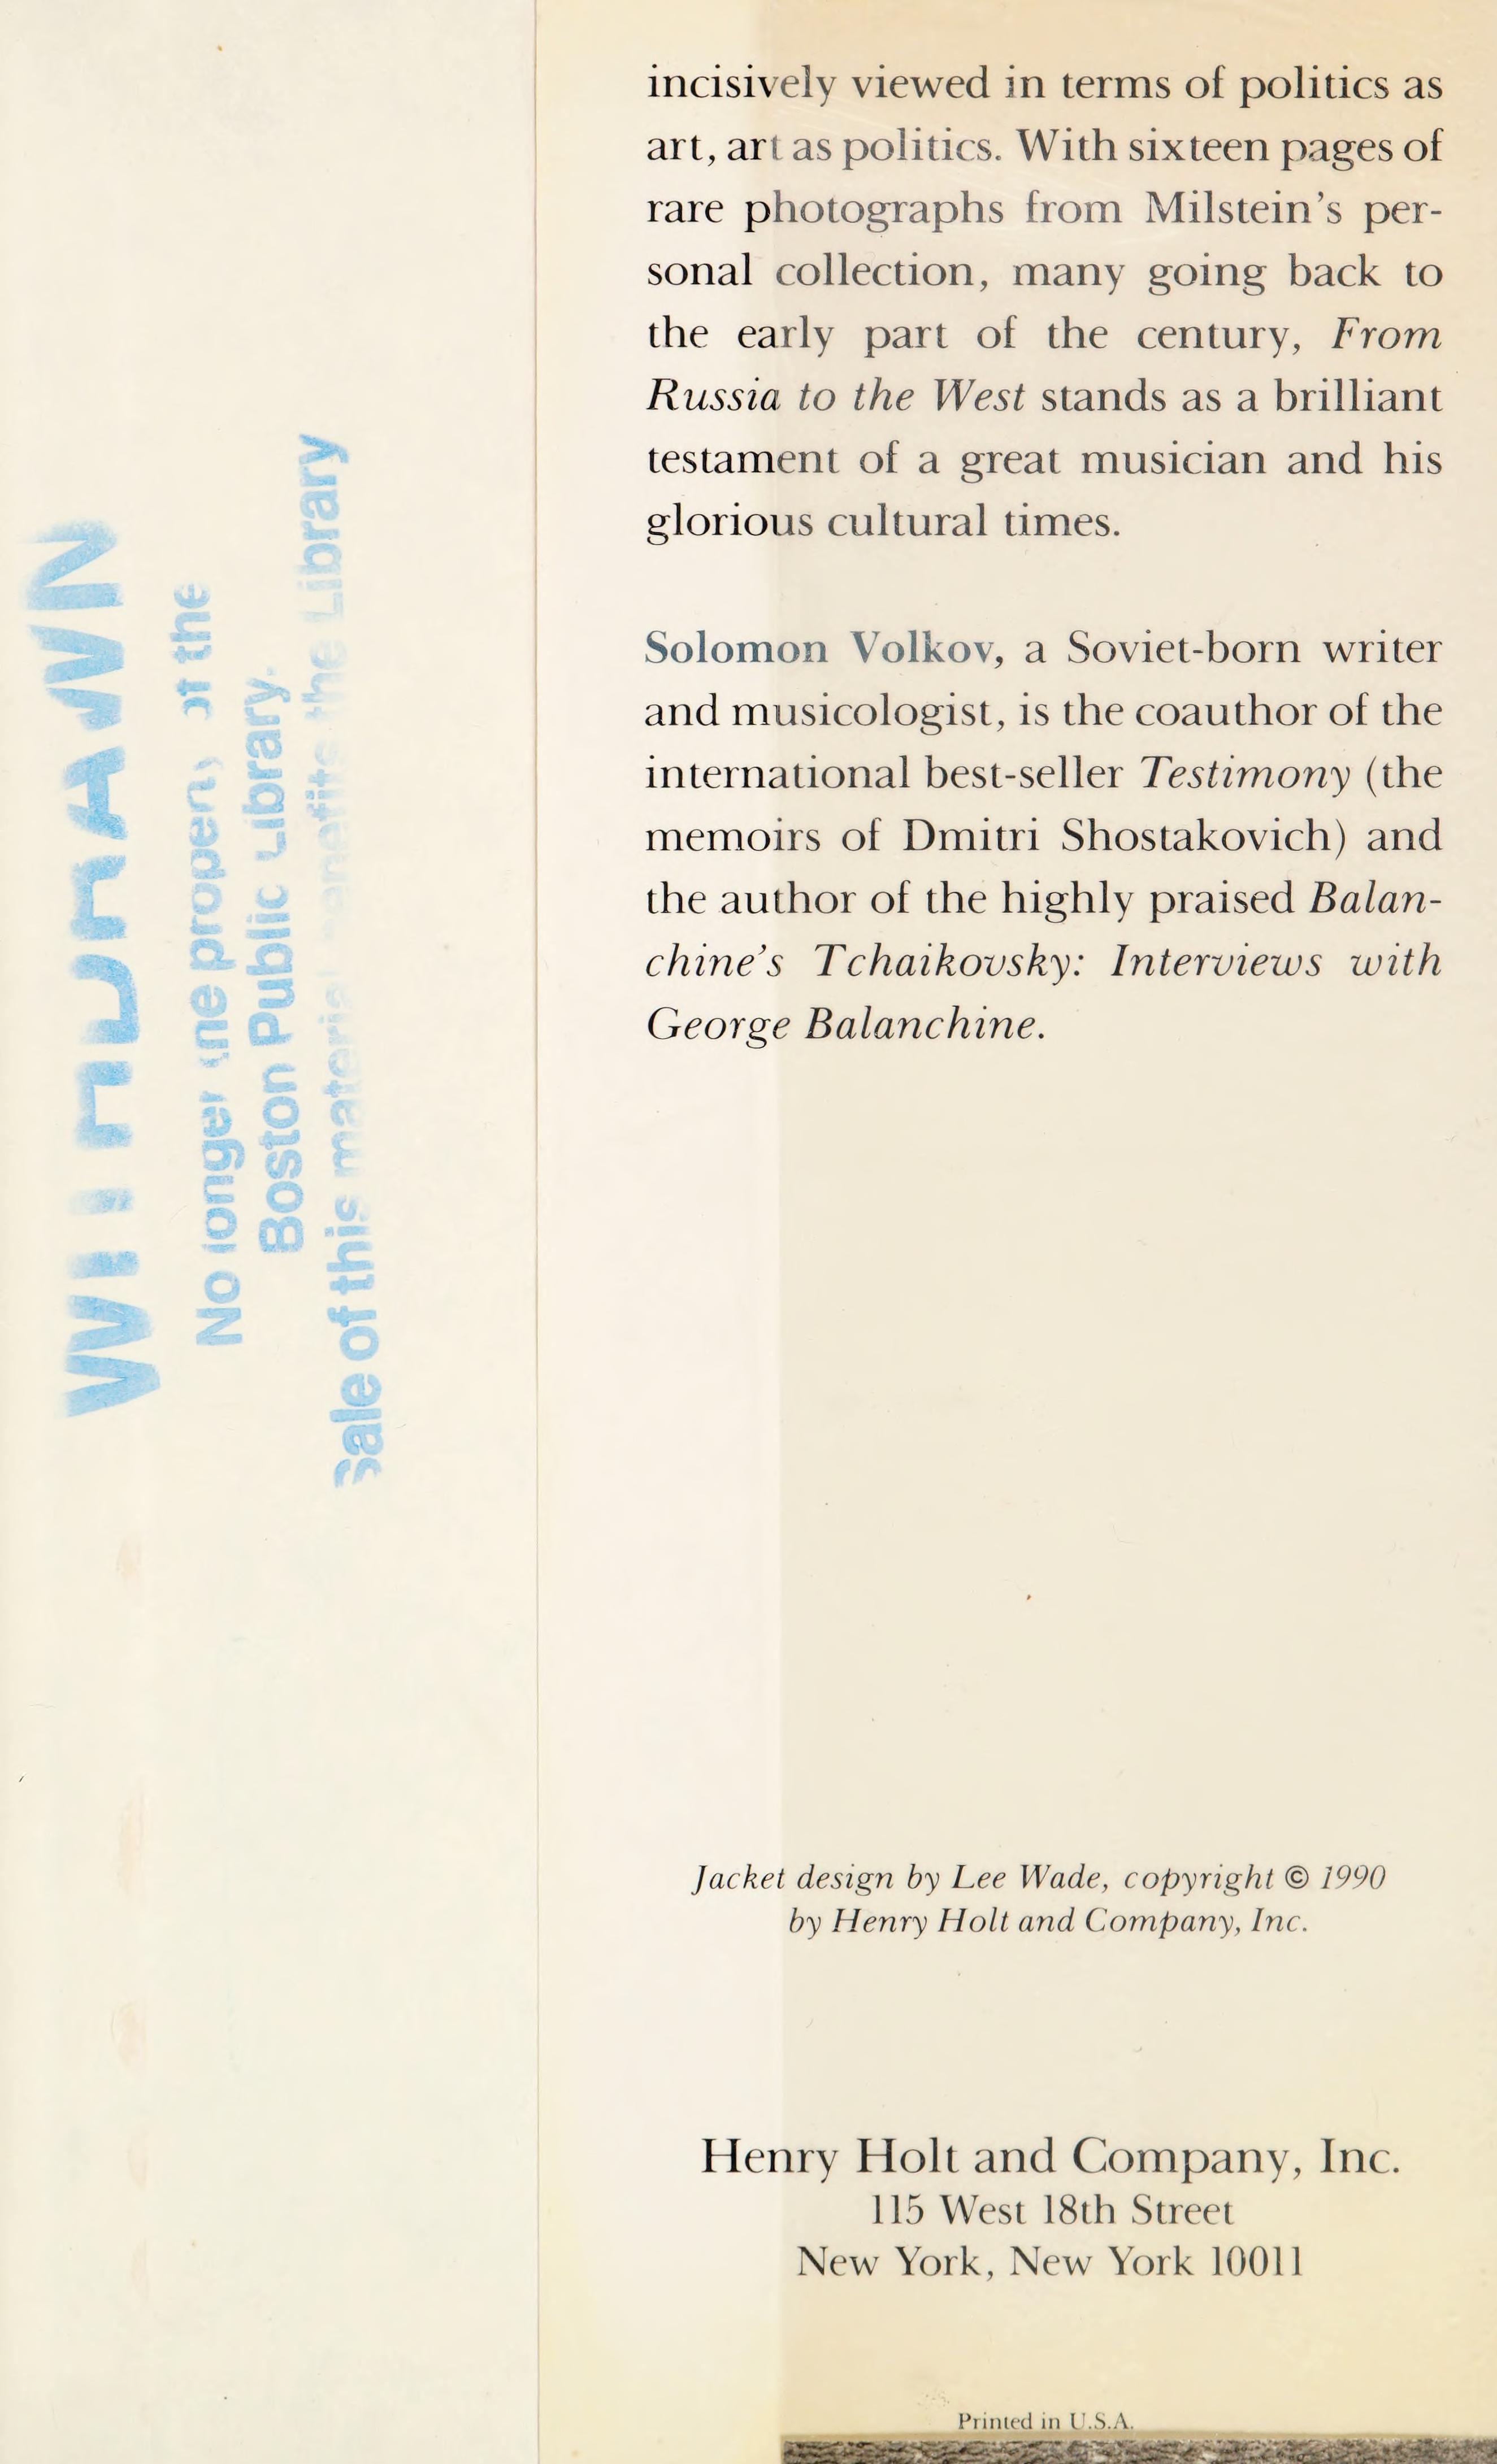 WITHDRAWN
No longer the property of the
Boston Public Library.
Sale of this material benefits the Library
incisively viewed in terms of politics as
art, art as politics. With sixteen pages of
rare photographs from Milstein's per-
sonal collection, many going back to
the early part of the century, From
Russia to the West stands as a brilliant
testament of a great musician and his
glorious cultural times.
Solomon Volkov, a Soviet-born writer
and musicologist, is the coauthor of the
international best-seller Testimony (the
memoirs of Dmitri Shostakovich) and
the author of the highly praised Balan-
chine's Tchaikovsky: Interviews with
George Balanchine.
Jacket design by Lee Wade, copyright © 1990
by Henry Holt and Company, Inc.
Henry Holt and Company, Inc.
115 West 18th Street
New York, New York 10011
Printed in U.S.A.